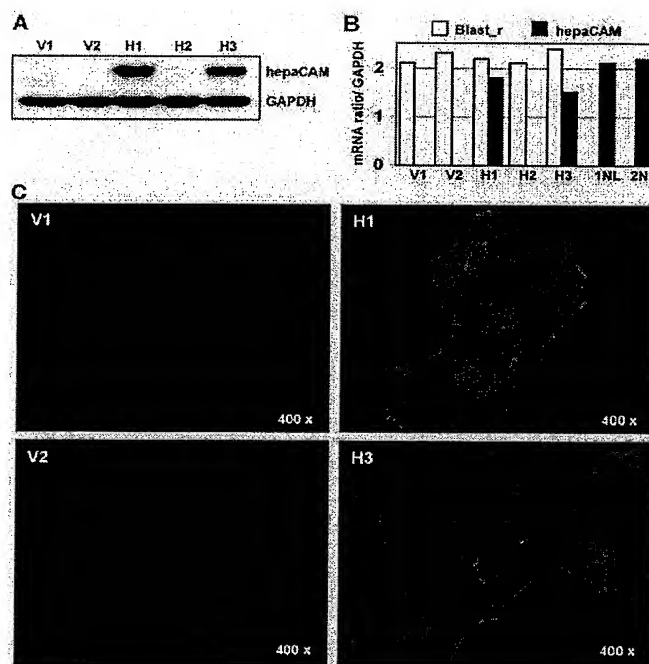 A
V1 V2 H1 H2 H3
hepaCAM
GAPDH
B
Blast_r hepaCAM
mRNA ratio/ GAPDH
2
1
0
V1 V2 H1 H2 H3 1NL 2N
C
V1
400 x
H1
400 x
V2
400 x
H3
400 x